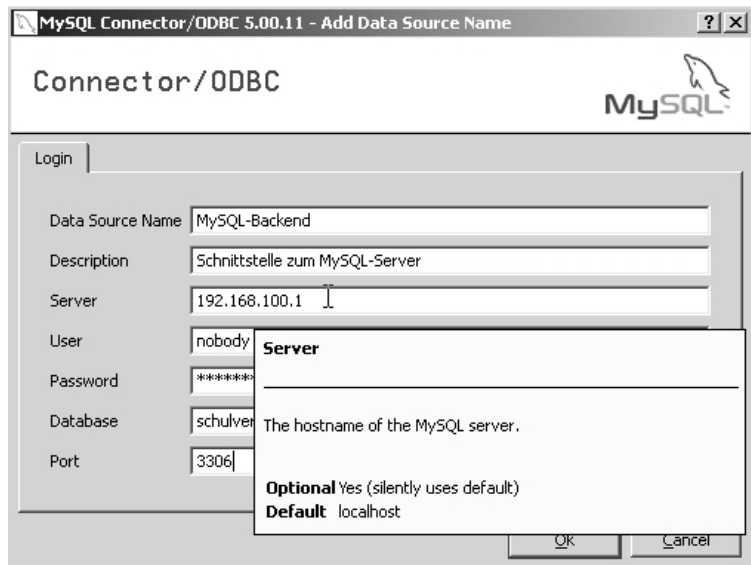 MySQL Connector/ODBC 5.00.11 - Add Data Source Name
Connector/ODBC
MySQL
Login
Data Source Name MySQL-Backend
Description Schnittstelle zum MySQL-Server
Server 192.168.100.1
User nobody
Server
Password ********
The hostname of the MySQL server.
Database schulver
Port 3306
Optional Yes (silently uses default)
Default localhost
Ok Cancel